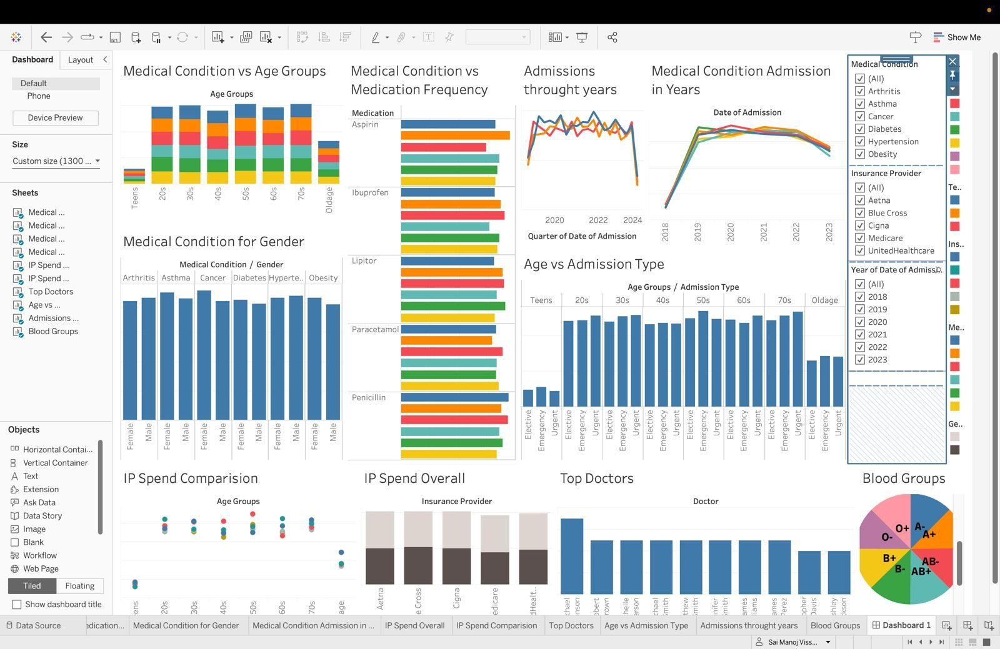 Show Me
Dashboard
Layout
Default
Phone
Device Preview
Size
Custom size (1300 ...
Sheets
Medical ...
Medical ...
Medical ...
Medical ...
IP Spend ...
IP Spend ...
Top Doctors
Age vs ...
Admissions ...
Blood Groups
Objects
Horizontal Contai...
Vertical Container
Text
Extension
Ask Data
Data Story
Image
Blank
Workflow
Web Page
Tiled
Floating
Show dashboard title
Medical Condition vs Age Groups
Age Groups
Teens
20s
30s
40s
50s
60s
70s
Oldage
Medical Condition for Gender
Medical Condition / Gender
Arthritis
Asthma
Cancer
Diabetes
Hyperte..
Obesity
Female
Male
Female
Male
Female
Male
Female
Male
Female
Male
Female
Male
Medical Condition vs
Medication Frequency
Medication
Aspirin
Ibuprofen
Lipitor
Paracetamol
Penicillin
Admissions
throught years
2020
2022
2024
Quarter of Date of Admission
Medical Condition Admission
in Years
Date of Admission
2018
2019
2020
2021
2022
2023
Age vs Admission Type
Age Groups / Admission Type
Teens
20s
30s
40s
50s
60s
70s
Oldage
Elective
Emergency
Urgent
Elective
Emergency
Urgent
Elective
Emergency
Urgent
Elective
Emergency
Urgent
Elective
Emergency
Urgent
Elective
Emergency
Urgent
Elective
Emergency
Urgent
Elective
Emergency
Urgent
Medical Condition
(All)
Arthritis
Asthma
Cancer
Diabetes
Hypertension
Obesity
Insurance Provider
(All)
Aetna
Blue Cross
Cigna
Medicare
UnitedHealthcare
Year of Date of Admiss..
(All)
2018
2019
2020
2021
2022
2023
Te..
Ins..
Me..
Ge..
IP Spend Comparision
Age Groups
eens
20s
30s
40s
50s
60s
70s
age
IP Spend Overall
Insurance Provider
Aetna
e Cross
Cigna
edicare
dHealt..
Top Doctors
Doctor
chael
nson
obert
rown
chelle
erson
chael
Smith
tthew
Smith
nnifer
Smith
ames
liams
ames
Perez
opher
Davis
shley
ckson
Blood Groups
O+
A-
A+
O-
B+
B-
AB-
AB+
Data Source
edication...
Medical Condition for Gender
Medical Condition Admission in ...
IP Spend Overall
IP Spend Comparision
Top Doctors
Age vs Admission Type
Admissions throught years
Blood Groups
Dashboard 1
Sai Manoj Viss...